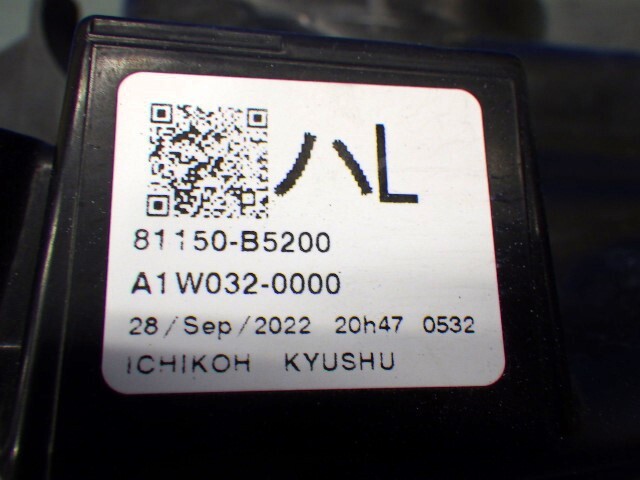 ハL
81150-B5200
A1W032-0000
28/Sep/2022 20h47 0532
ICHIKOH KYUSHU